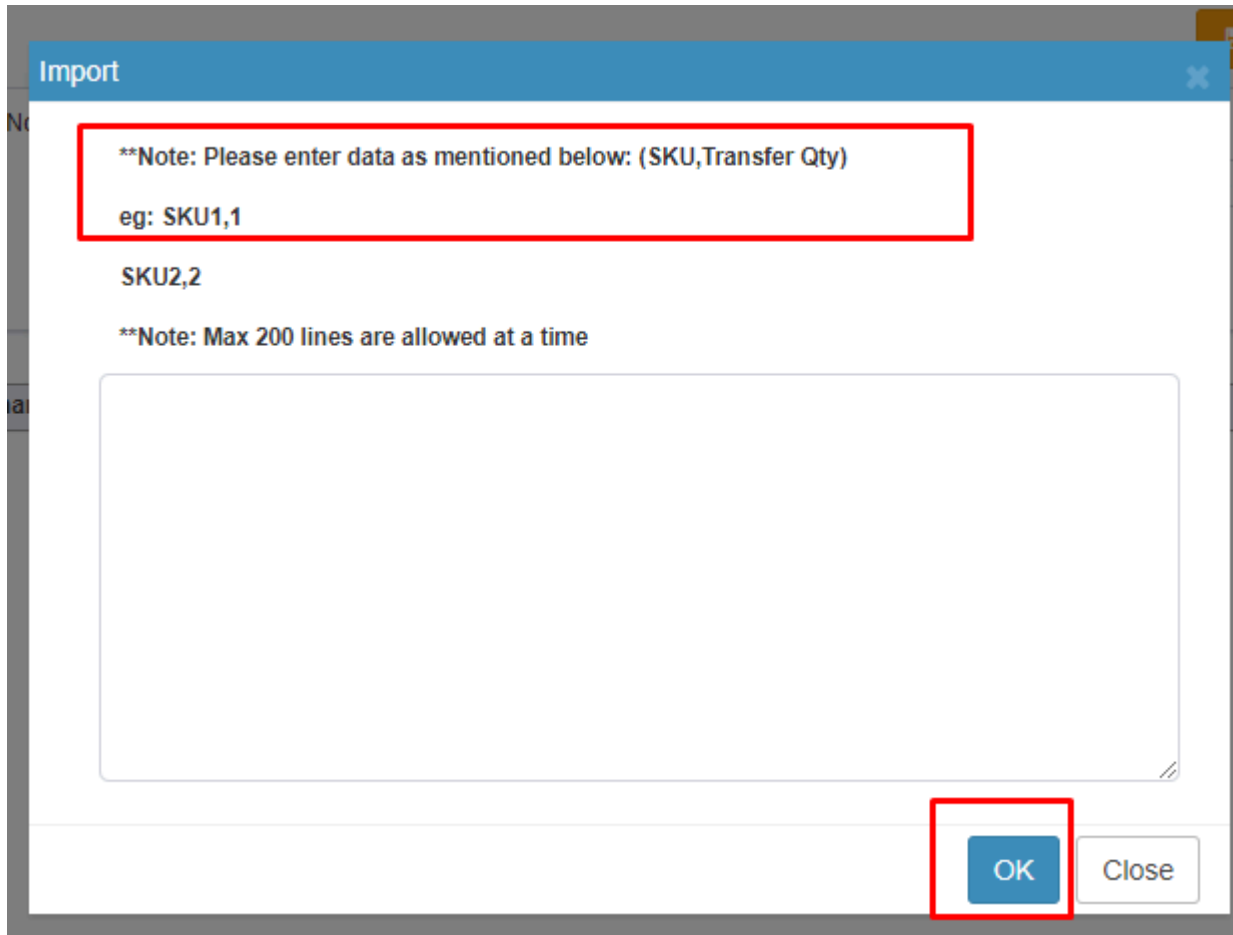 Import
**Note: Please enter data as mentioned below: (SKU,Transfer Qty)
eg: SKU1,1
SKU2,2
**Note: Max 200 lines are allowed at a time
OK
Close